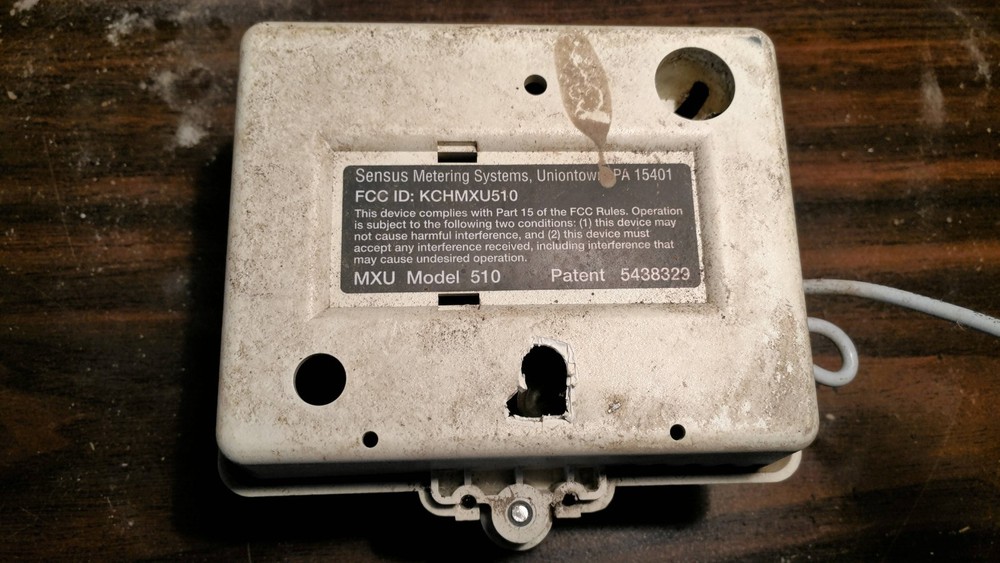 Sensus Metering Systems, Uniontown PA 15401
FCC ID: KCHMXU510
This device complies with Part 15 of the FCC Rules. Operation
is subject to the following two conditions: (1) this device may
not cause harmful interference, and (2) this device must
accept any interference received, including interference that
may cause undesired operation.
MXU Model 510 Patent 5438329